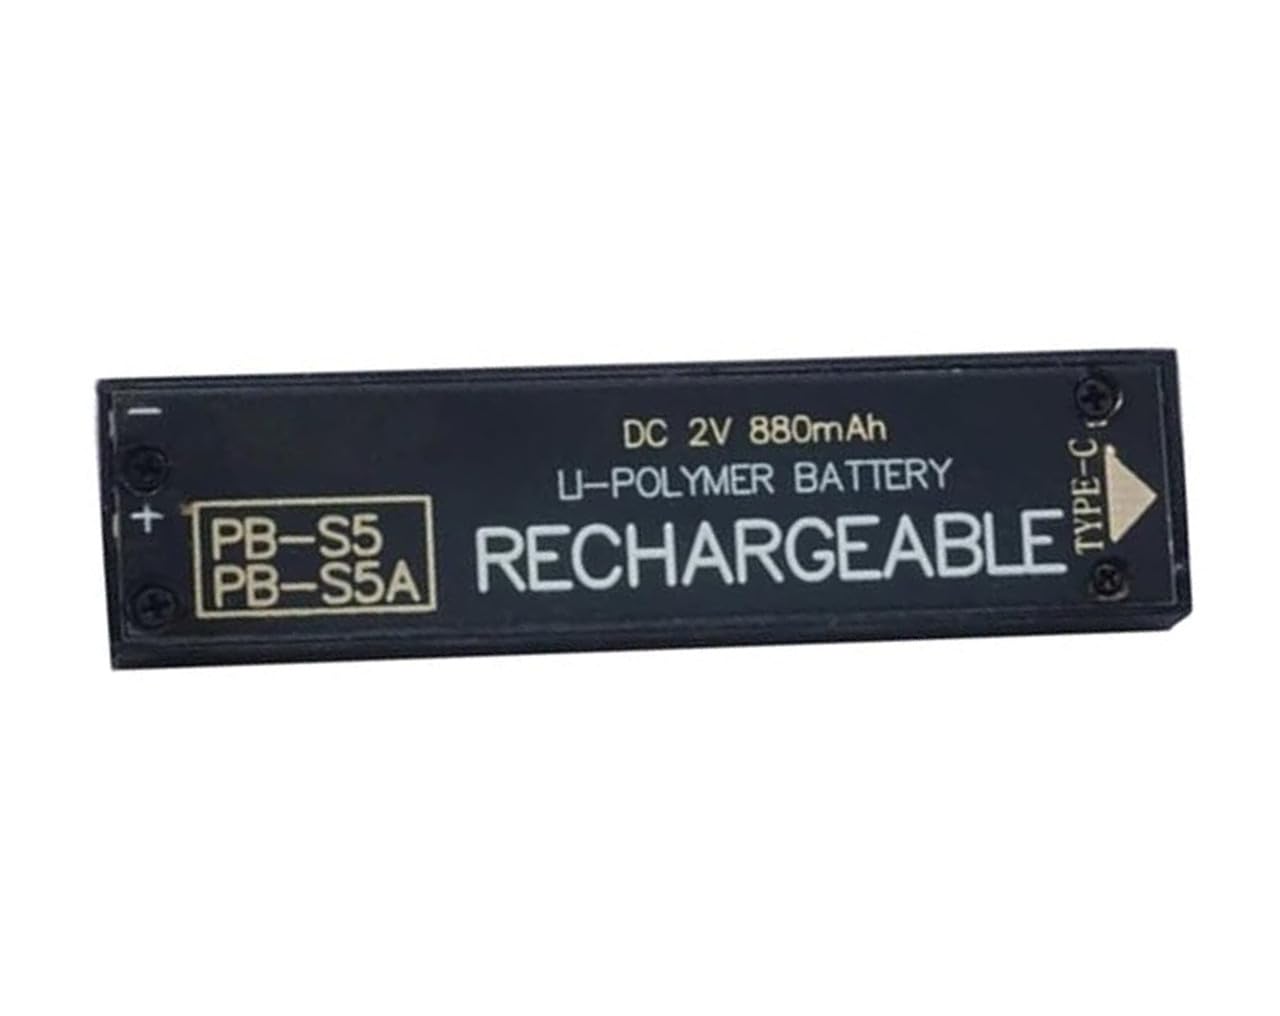 DC 2V 880mAh
LI-POLYMER BATTERY
RECHARGEABLE
PB-S5
PB-S5A
TYPE-C
-
+